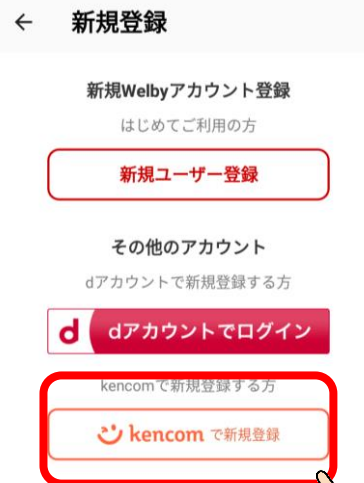 新規登録
新規Welbyアカウント登録
はじめてご利用の方
新規ユーザー登録
その他のアカウント
dアカウントで新規登録する方
d dアカウントでログイン
kencomで新規登録する方
kencom で新規登録